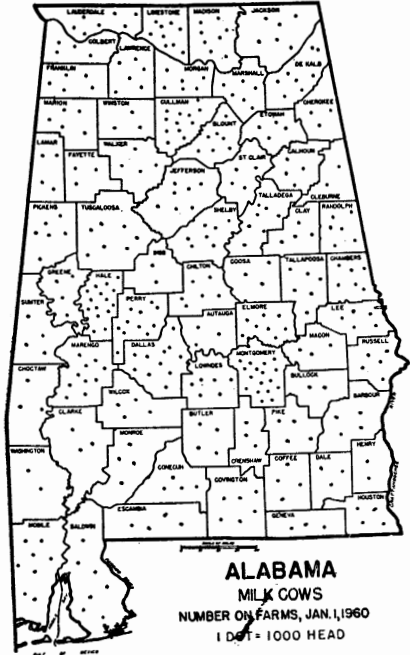 LAUDERDALE LIMESTONE MADISON JACKSON
COLBERT
LAWRENCE
FRANKLIN MORGAN MARSHALL DE KALB
MARION WINSTON CULLMAN CHEROKEE
BLOUNT ETOWAH
LAMAR WALKER
FAYETTE ST. CLAIR CALHOUN
JEFFERSON
TALLADEGA CLEBURNE
PICKENS TUSCALOOSA SHELBY CLAY RANDOLPH
BIBB
GREENE HALE CHILTON COOSA TALLAPOOSA CHAMBERS
SUMTER PERRY
AUTAUGA ELMORE LEE
MARENGO DALLAS MACON RUSSELL
MONTGOMERY
CHOCTAW LOWNDES BULLOCK
WILCOX BARBOUR
CLARKE BUTLER PIKE
MONROE
WASHINGTON CRENSHAW COFFEE DALE HENRY
CONECUH COVINGTON
HOUSTON
ESCAMBIA GENEVA
MOBILE BALDWIN
ALABAMA
MILK COWS
NUMBER ON FARMS, JAN. 1, 1960
1 DOT = 1000 HEAD
GULF OF MEXICO